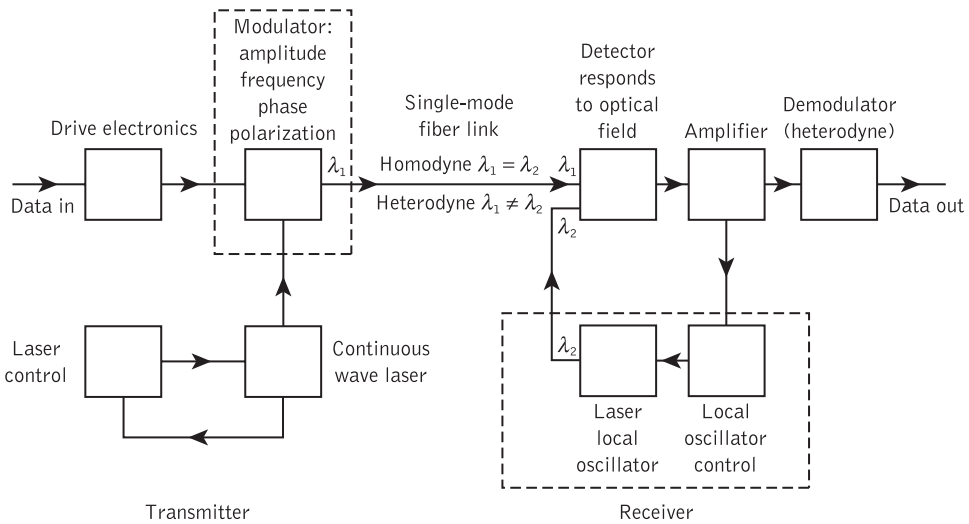 Modulator:
amplitude
frequency
phase
polarization
Drive electronics
Data in
λ₁
Single-mode
fiber link
Homodyne λ₁ = λ₂
Heterodyne λ₁ ≠ λ₂
Detector
responds
to optical
field
λ₁
λ₂
Amplifier
Demodulator
(heterodyne)
Data out
Laser
control
Continuous
wave laser
λ₂
Laser
local
oscillator
Local
oscillator
control
Transmitter
Receiver